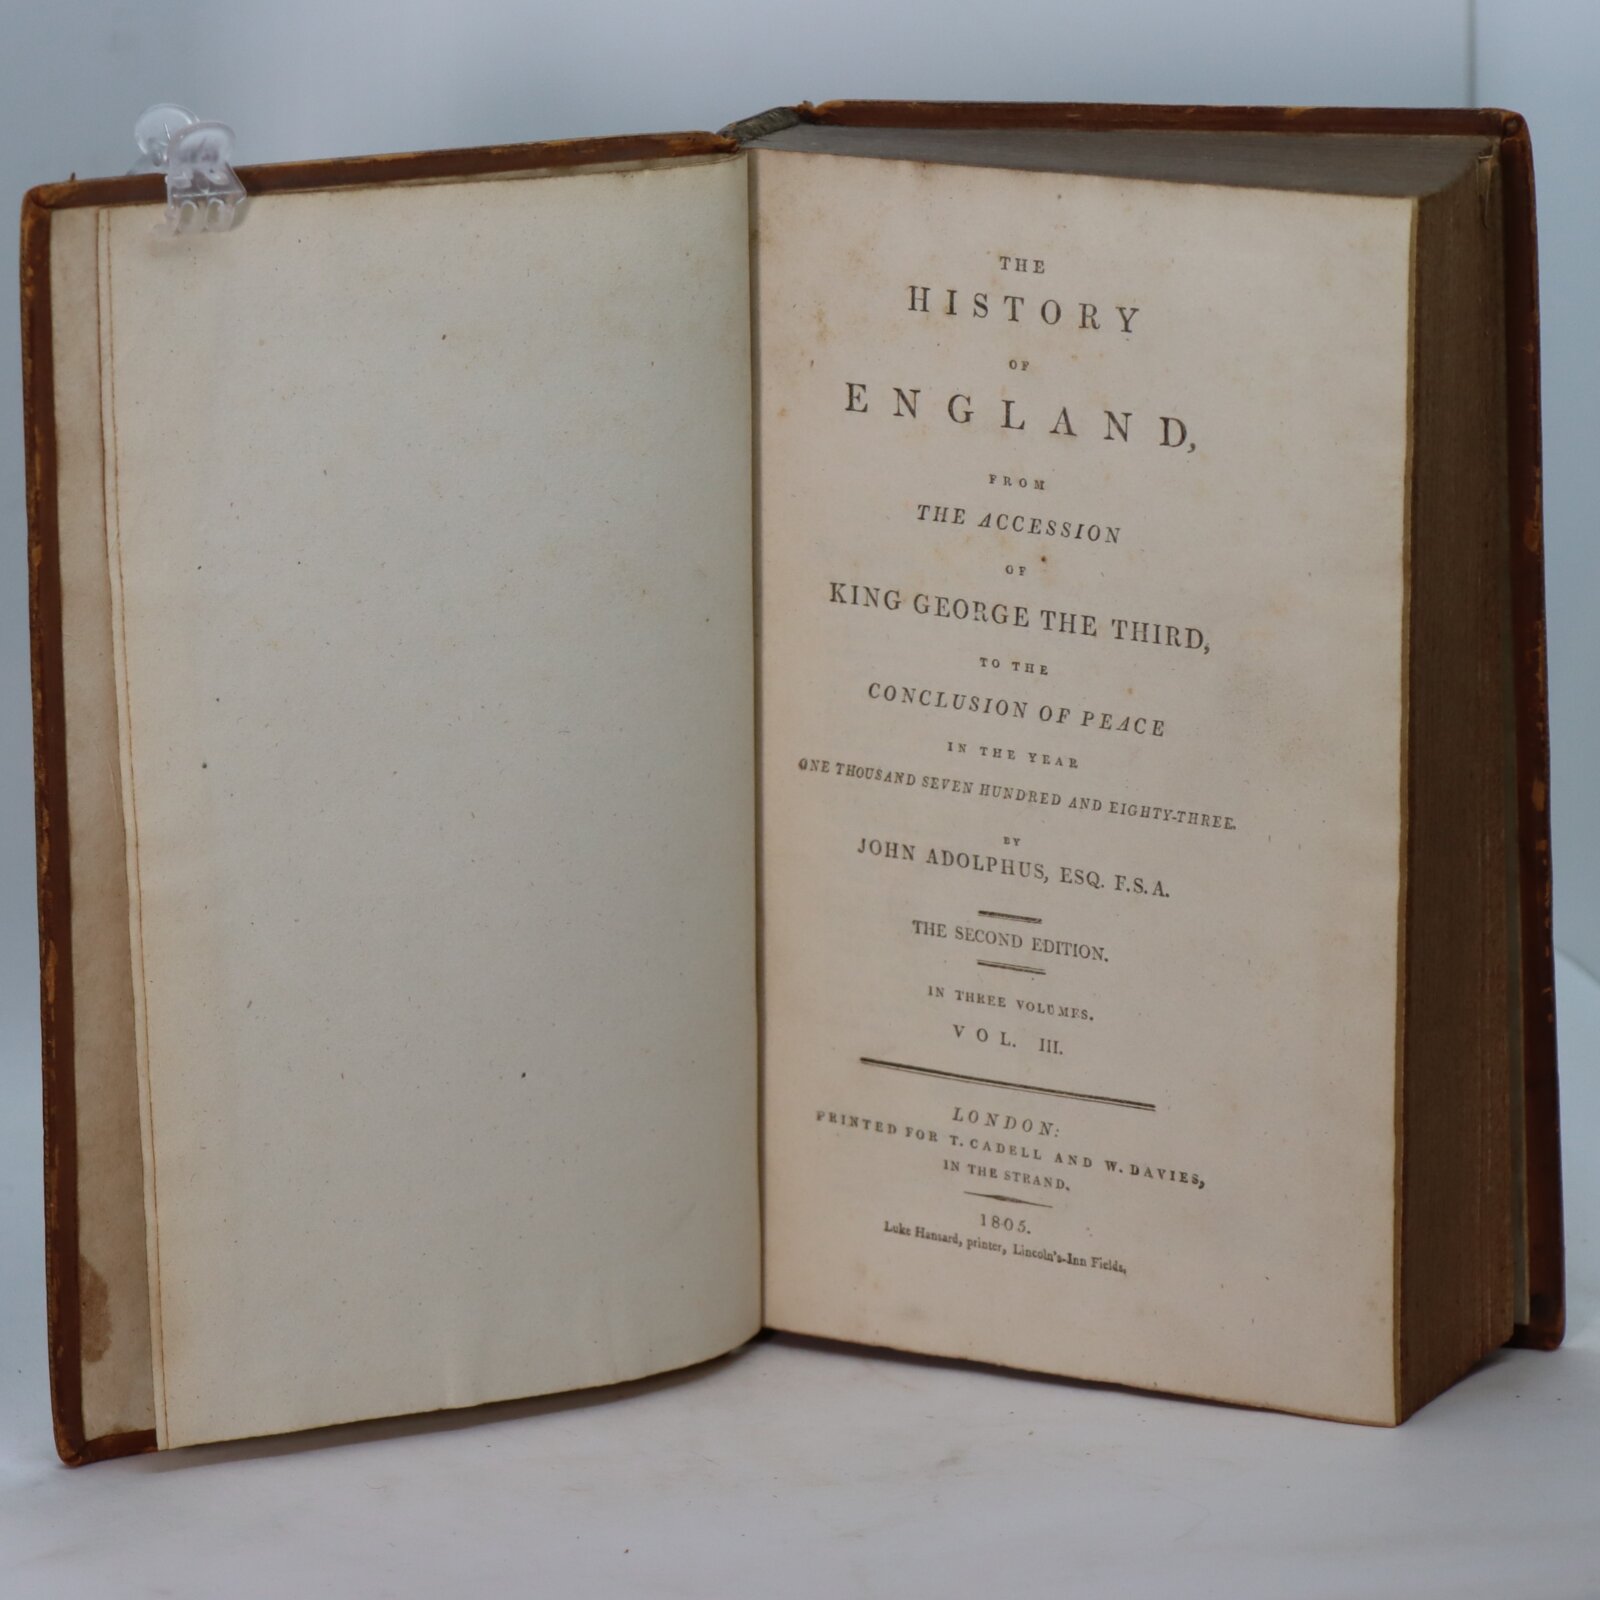 THE
HISTORY
OF
ENGLAND,
FROM
THE ACCESSION
OF
KING GEORGE THE THIRD,
TO THE
CONCLUSION OF PEACE
IN THE YEAR
ONE THOUSAND SEVEN HUNDRED AND EIGHTY-THREE.
BY
JOHN ADOLPHUS, ESQ. F.S.A.
THE SECOND EDITION.
IN THREE VOLUMES.
VOL. III.
LONDON:
PRINTED FOR T. CADELL AND W. DAVIES,
IN THE STRAND.
1805.
Luke Hansard, printer, Lincoln's-Inn Fields.